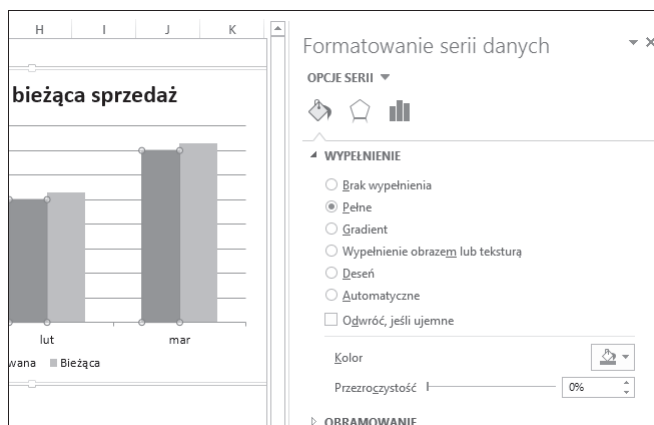 H I J K
bieżąca sprzedaż
lut mar
wana Bieżąca
Formatowanie serii danych
OPCJE SERII
WYPEŁNIENIE
Brak wypełnienia
Pełne
Gradient
Wypełnienie obrazem lub teksturą
Deseń
Automatyczne
Odwróć, jeśli ujemne
Kolor
Przezroczystość 0%
OBRAMOWANIE